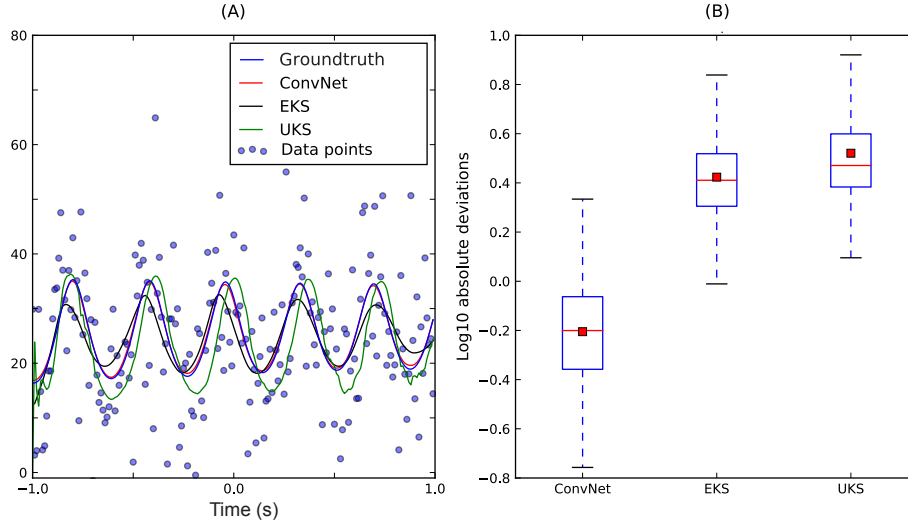 (A)
80
60
40
20
0
−1.0
0.0
1.0
Time (s)
Groundtruth
ConvNet
EKS
UKS
Data points
(B)
Log10 absolute deviations
1.0
0.8
0.6
0.4
0.2
0.0
−0.2
−0.4
−0.6
−0.8
ConvNet
EKS
UKS